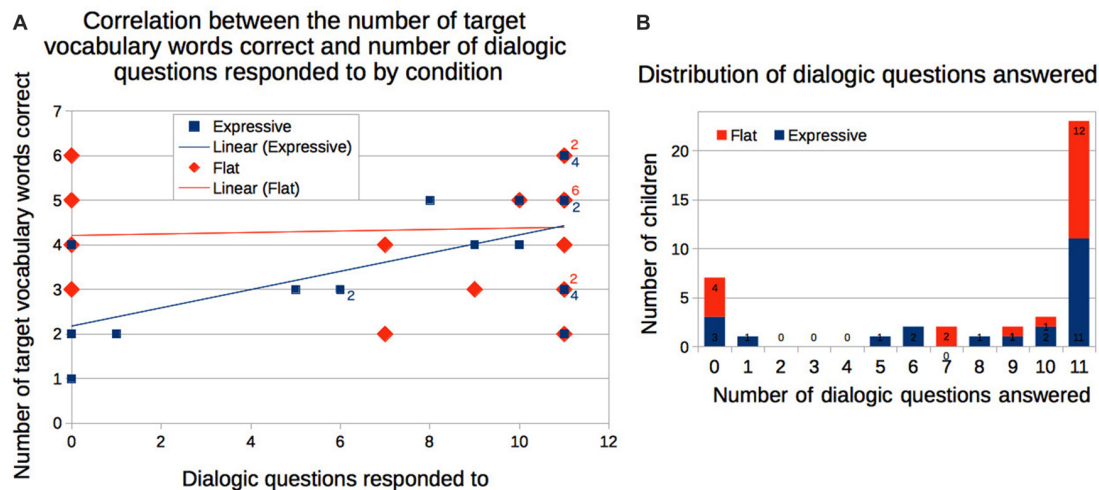 A
Correlation between the number of target
vocabulary words correct and number of dialogic
questions responded to by condition
Number of target vocabulary words correct
7
6
5
4
3
2
1
0
Expressive
Linear (Expressive)
Flat
Linear (Flat)
2
4
6
2
2
4
2
0
2
4
6
8
10
12
Dialogic questions responded to
B
Distribution of dialogic questions answered
Flat
Expressive
Number of children
20
15
10
5
0
4
3
1
0
0
0
1
2
2
0
1
1
1
1
2
12
11
0 1 2 3 4 5 6 7 8 9 10 11
Number of dialogic questions answered